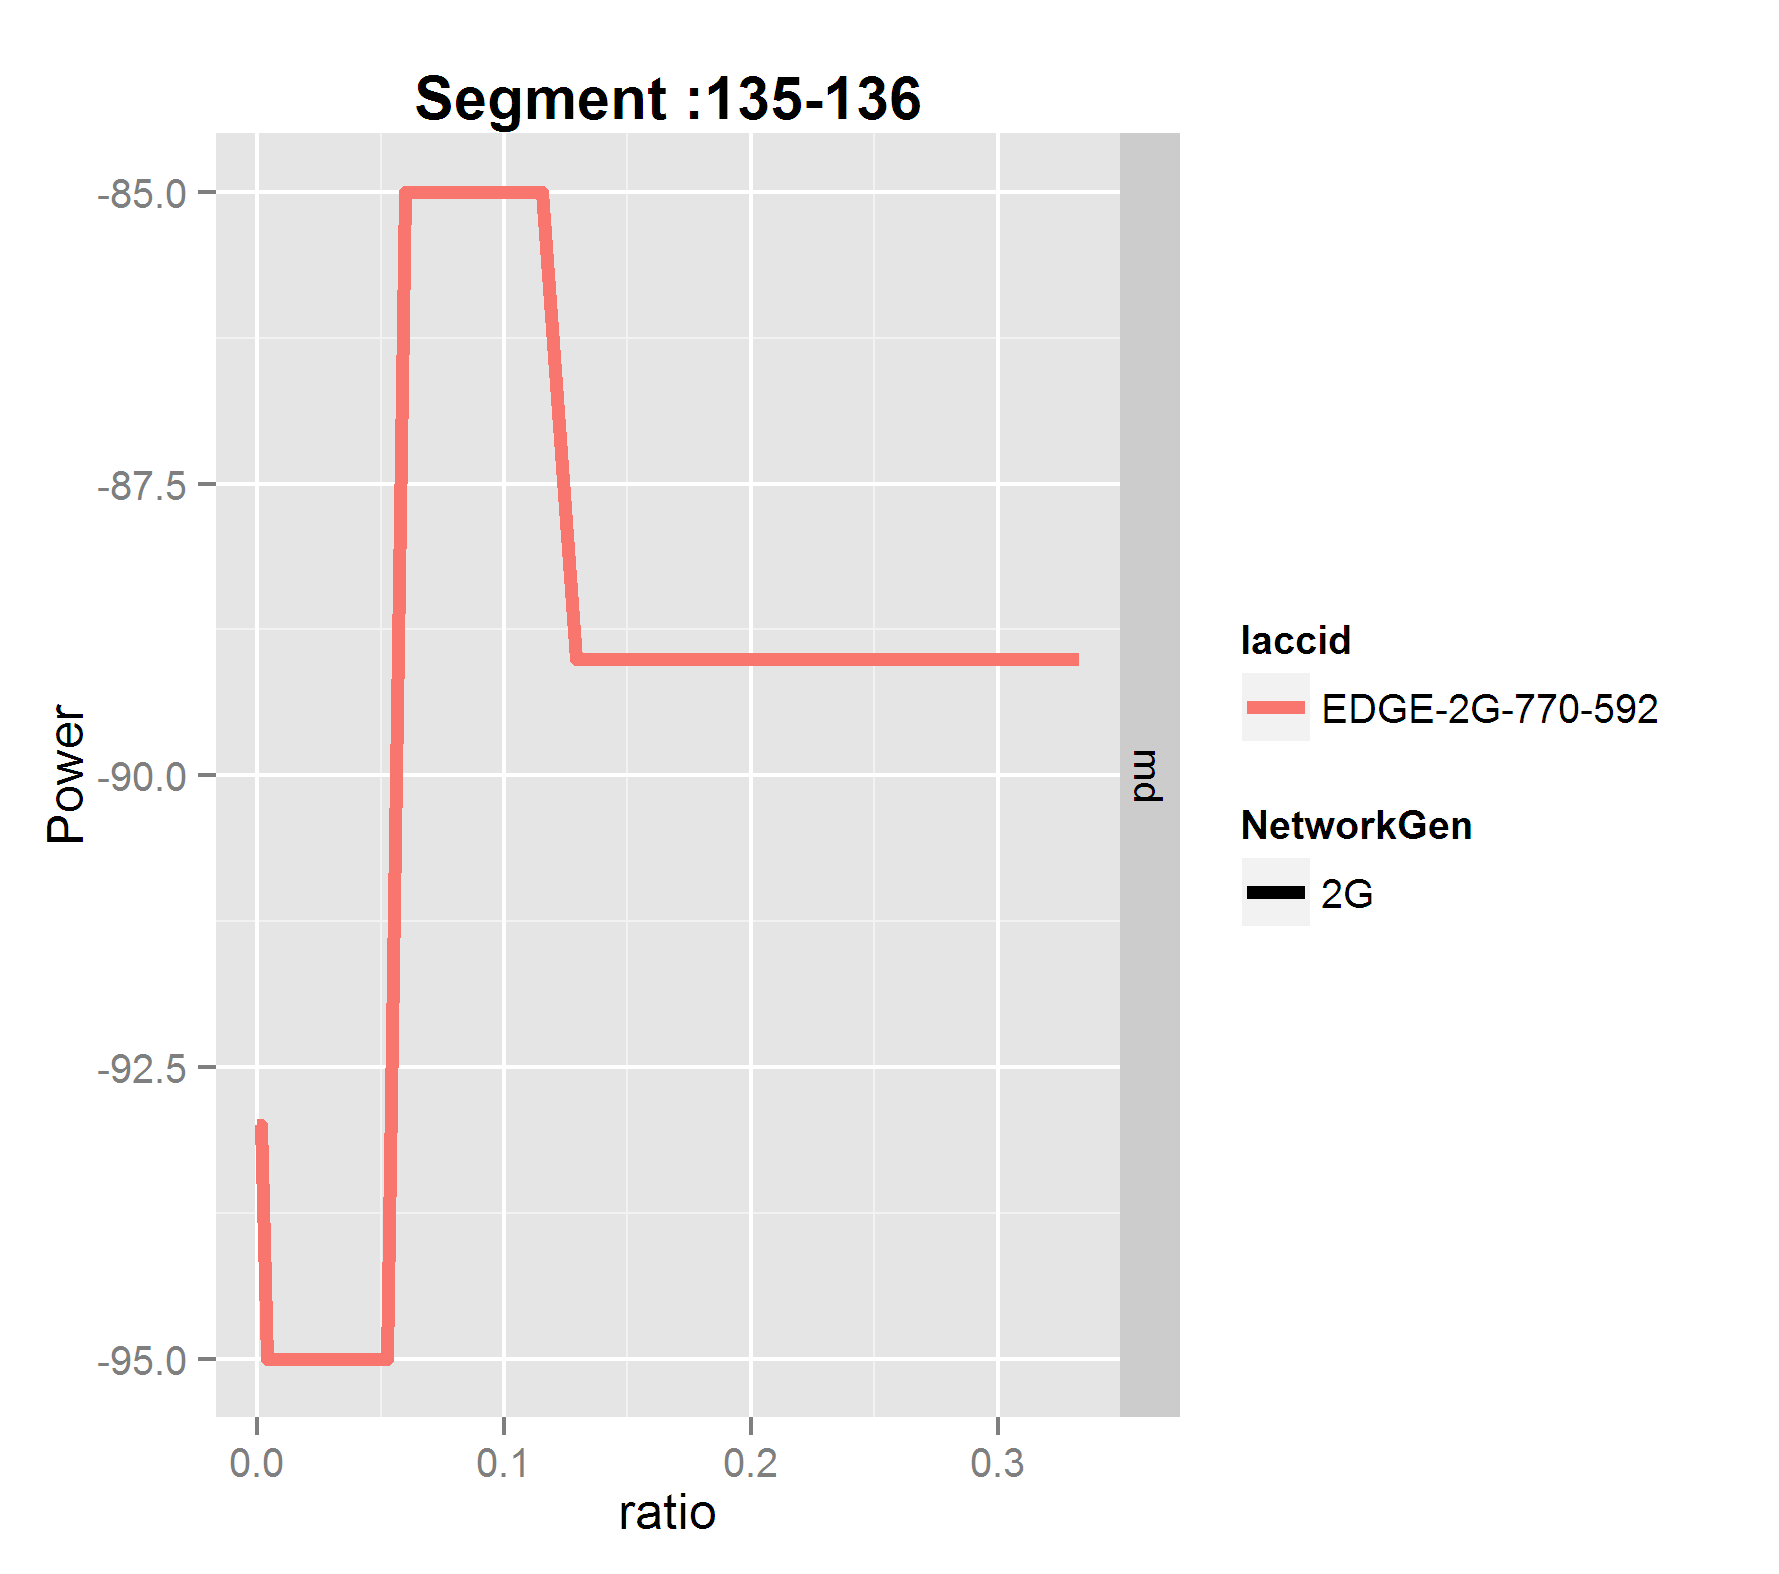 Segment :135-136
-85.0
-87.5
-90.0
-92.5
-95.0
Power
0.0 0.1 0.2 0.3
ratio
md
laccid
EDGE-2G-770-592
NetworkGen
2G